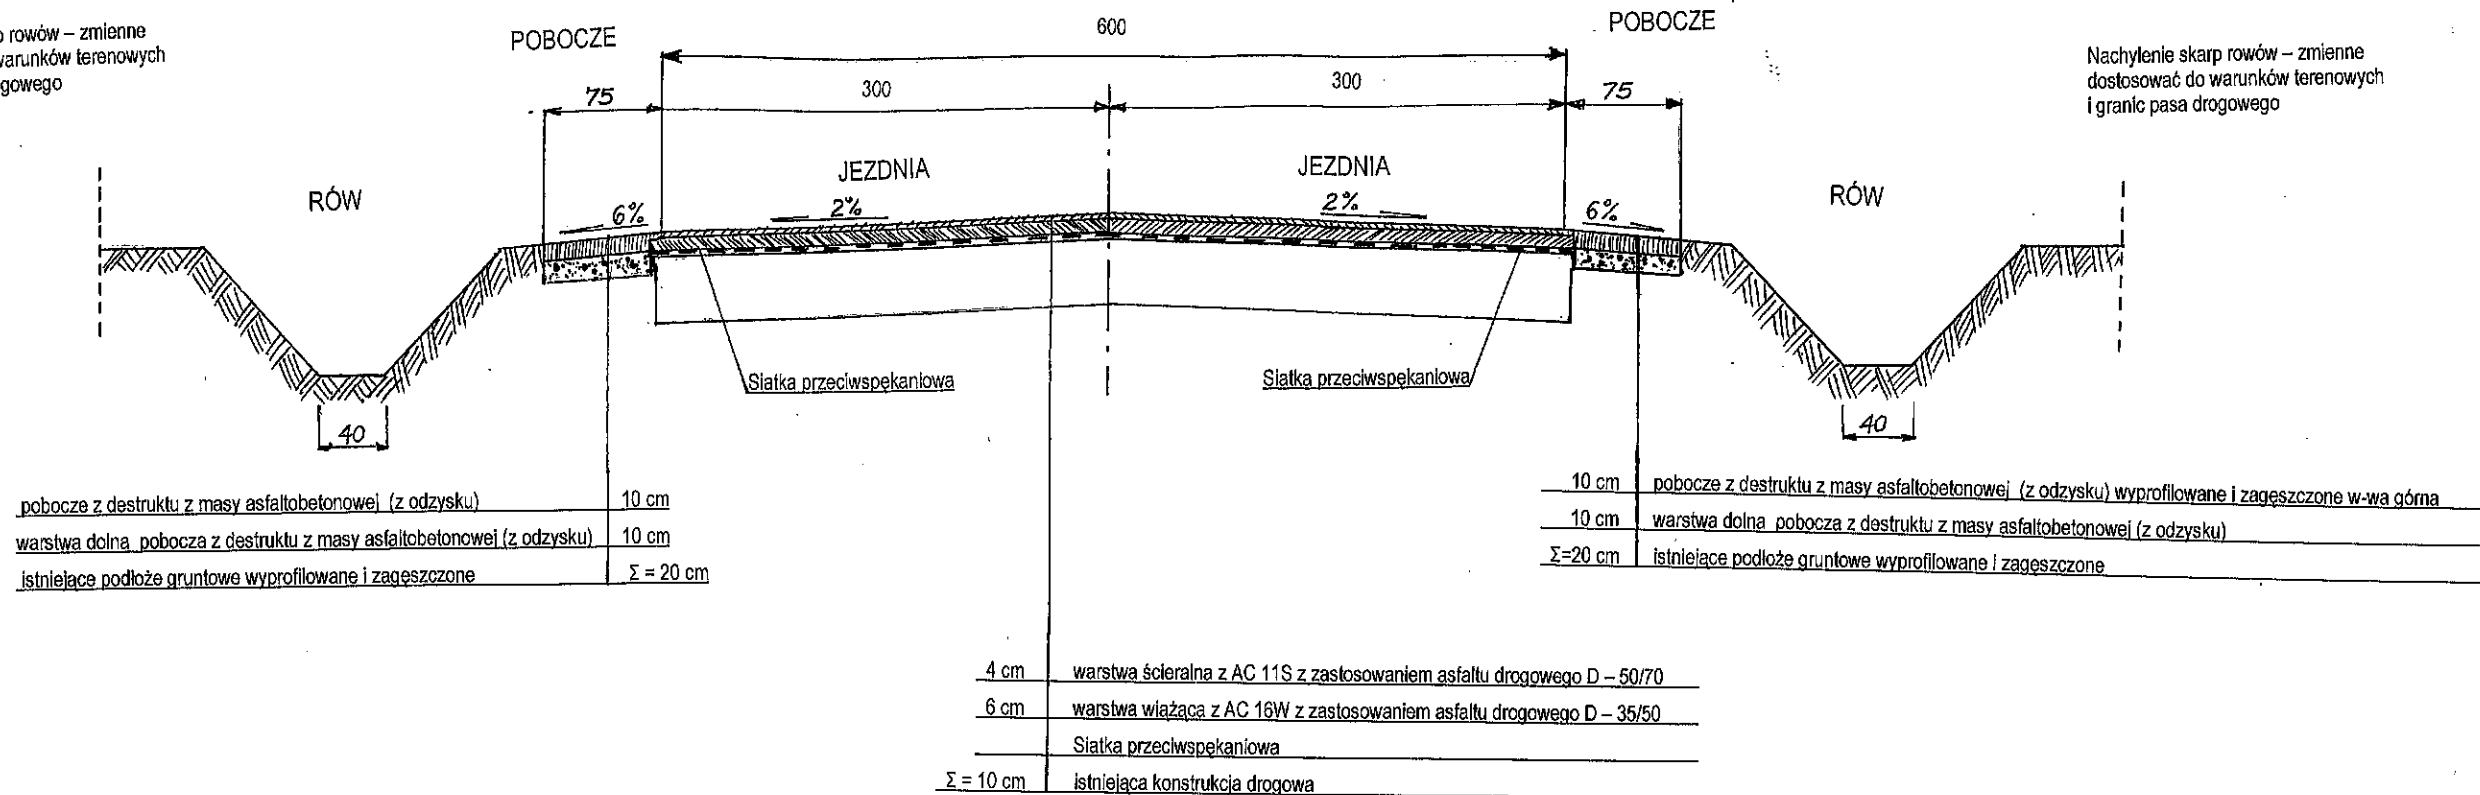 rowów – zmienne
warunków terenowych
gowego
POBOCZE
600
POBOCZE
Nachylenie skarp rowów – zmienne
dostosować do warunków terenowych
i granic pasa drogowego
75
300
300
75
RÓW
JEZDNIA
JEZDNIA
RÓW
6%
2%
2%
6%
Siatka przeciwspękaniowa
Siatka przeciwspękaniowa
40
40
pobocze z destruktu z masy asfaltobetonowej (z odzysku) 10 cm
warstwa dolna pobocza z destruktu z masy asfaltobetonowej (z odzysku) 10 cm
istniejące podłoże gruntowe wyprofilowane i zagęszczone Σ = 20 cm
10 cm pobocze z destruktu z masy asfaltobetonowej (z odzysku) wyprofilowane i zagęszczone w-wa górna
10 cm warstwa dolna pobocza z destruktu z masy asfaltobetonowej (z odzysku)
Σ=20 cm istniejące podłoże gruntowe wyprofilowane i zagęszczone
4 cm warstwa ścieralna z AC 11S z zastosowaniem asfaltu drogowego D – 50/70
6 cm warstwa wiążąca z AC 16W z zastosowaniem asfaltu drogowego D – 35/50
Siatka przeciwspękaniowa
Σ = 10 cm istniejąca konstrukcja drogowa